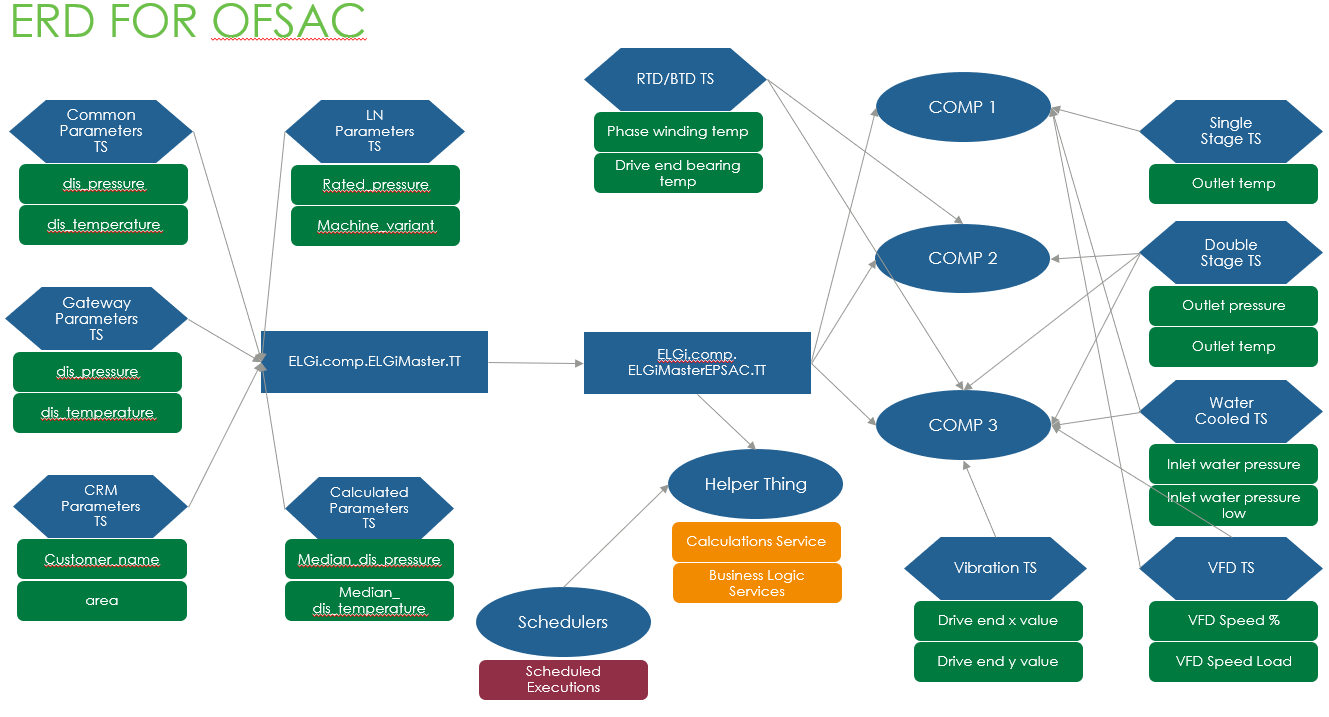 ERD FOR OFSAC
Common
Parameters
TS
dis_pressure
dis_temperature
LN
Parameters
TS
Rated_pressure
Machine_variant
Gateway
Parameters
TS
dis_pressure
dis_temperature
ELGi.comp.ELGiMaster.TT
CRM
Parameters
TS
Customer_name
area
Calculated
Parameters
TS
Median_dis_pressure
Median_
dis_temperature
RTD/BTD TS
Phase winding temp
Drive end bearing
temp
ELGi.comp.
ELGiMasterEPSAC.TT
Helper Thing
Calculations Service
Business Logic
Services
Schedulers
Scheduled
Executions
COMP 1
COMP 2
COMP 3
Vibration TS
Drive end x value
Drive end y value
Single
Stage TS
Outlet temp
Double
Stage TS
Outlet pressure
Outlet temp
Water
Cooled TS
Inlet water pressure
Inlet water pressure
low
VFD TS
VFD Speed %
VFD Speed Load